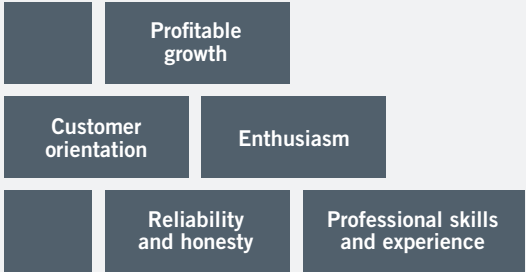 Profitable
growth
Customer
orientation
Enthusiasm
Reliability
and honesty
Professional skills
and experience